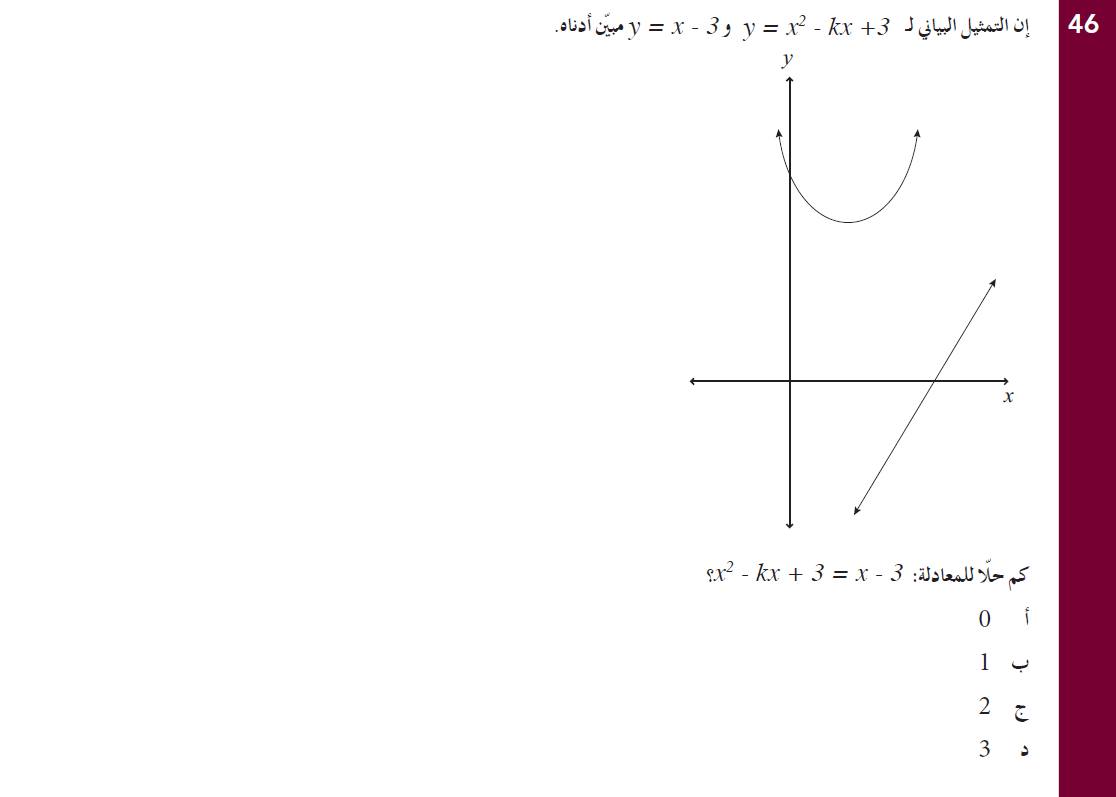 46
إن التمثيل البياني لـ y = x² - kx +3 و y = x - 3 مبيّن أدناه.
y
x
كم حلّا للمعادلة: x² - kx + 3 = x - 3؟
أ 0
ب 1
ج 2
د 3